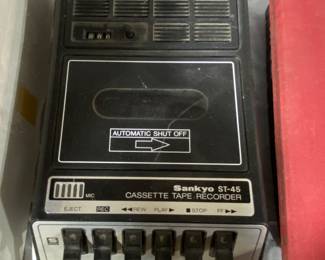 AUTOMATIC SHUT OFF
Sankyo ST-45
MIC CASSETTE TAPE RECORDER
EJECT REC ◀◀REW PLAY▶ ■STOP FF▶▶